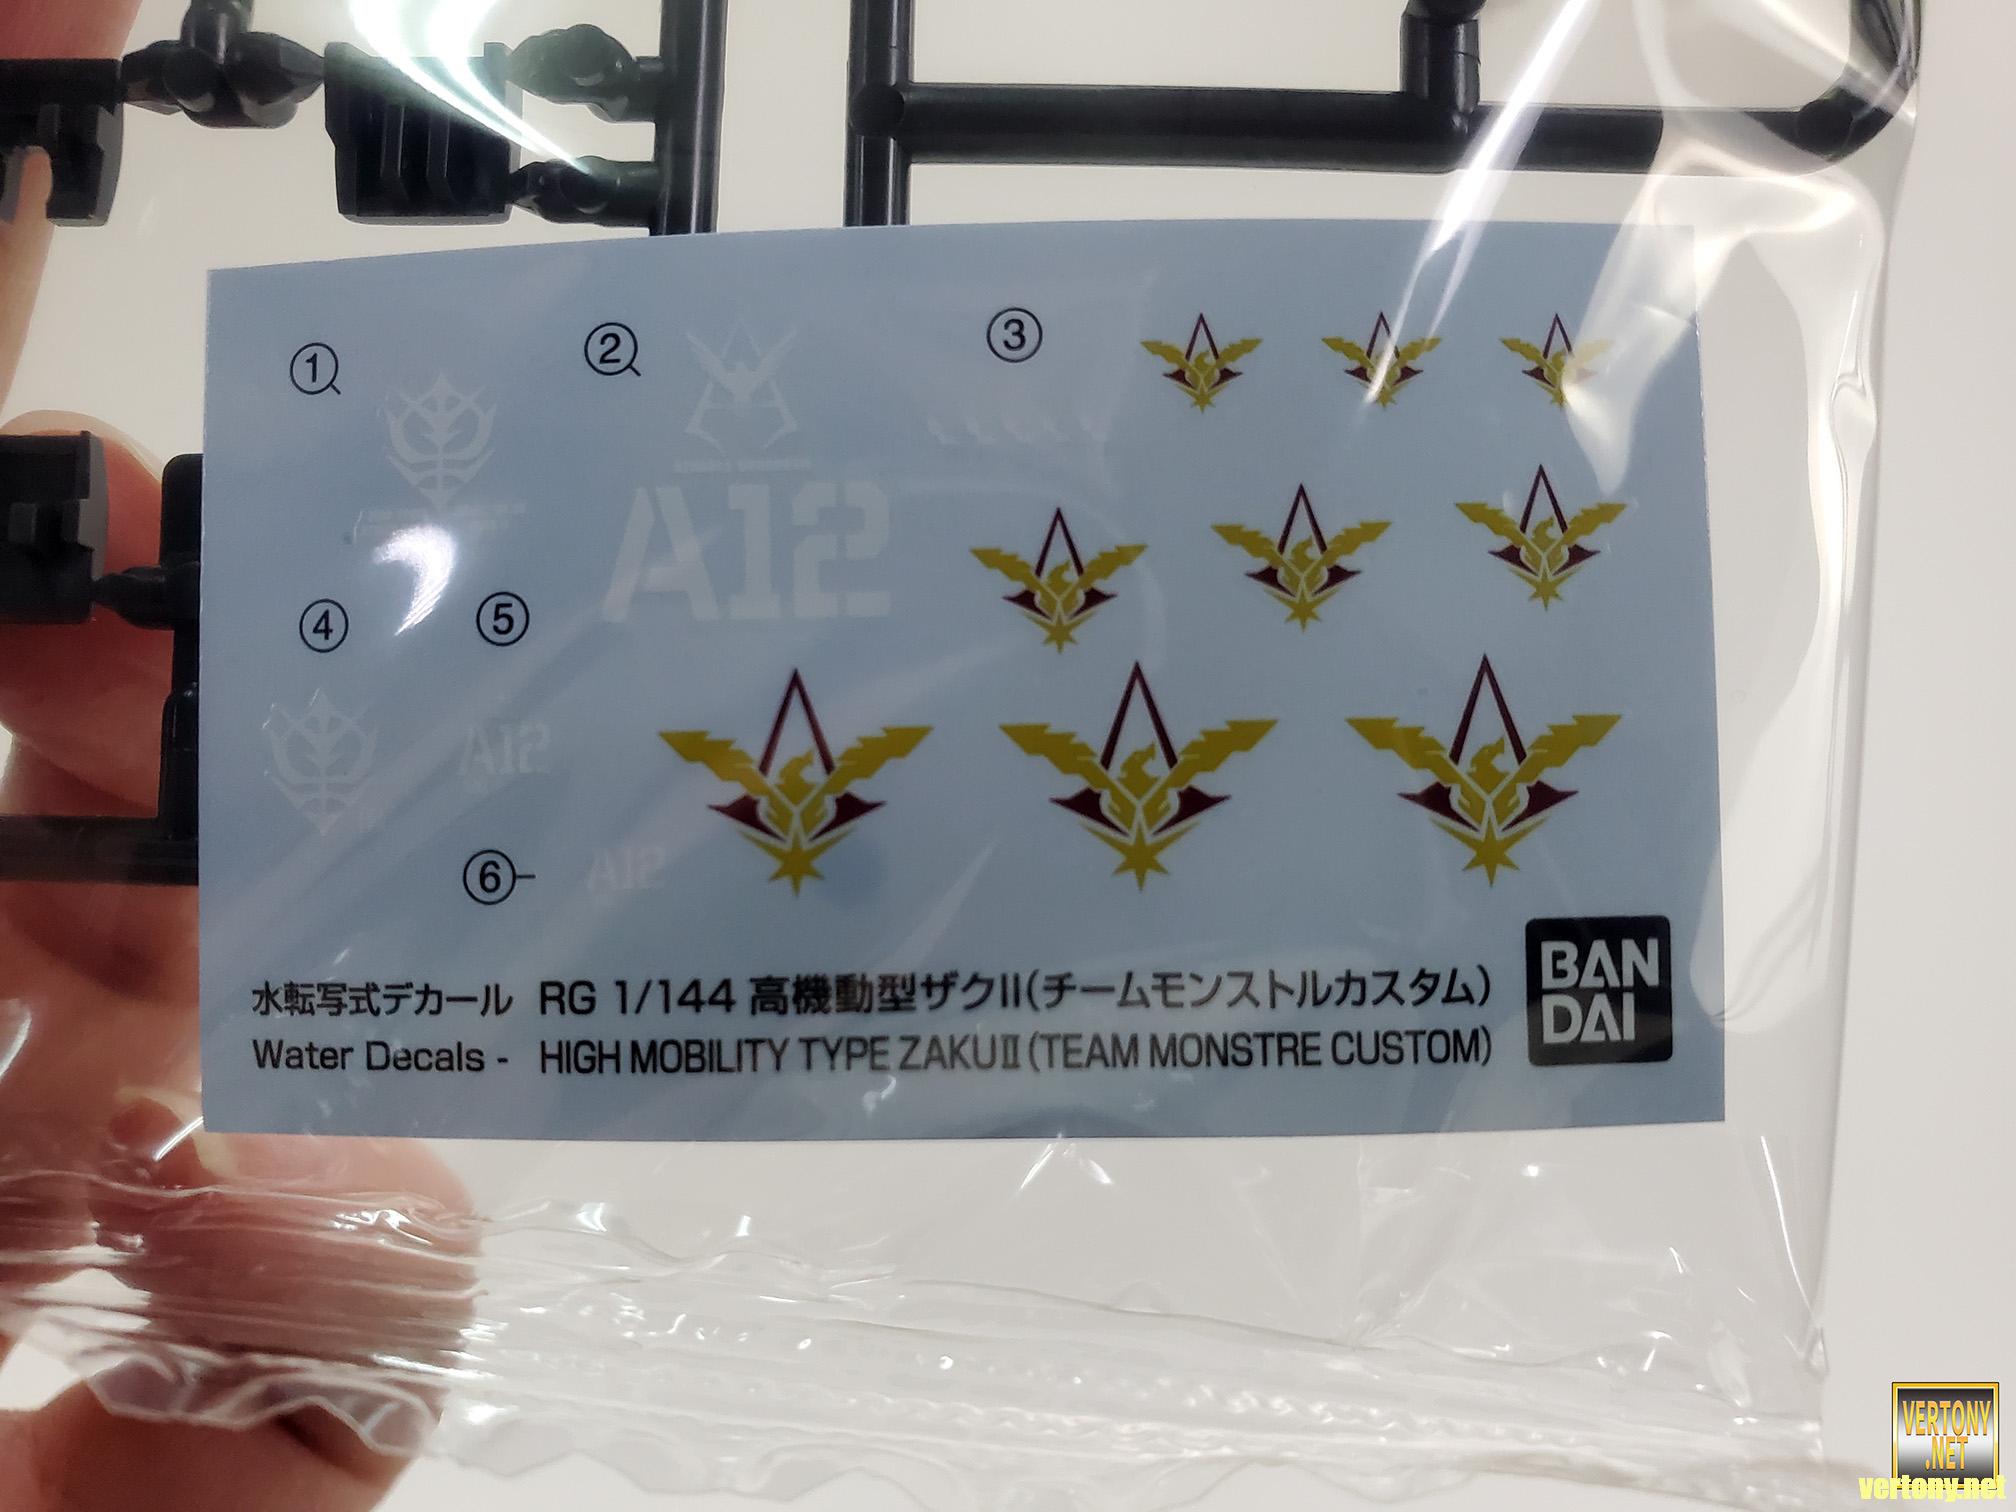 ①
②
③
A12
④
⑤
A12
⑥
A12
水転写式デカール RG 1/144 高機動型ザクII(チームモンストルカスタム)
Water Decals - HIGH MOBILITY TYPE ZAKUⅡ(TEAM MONSTRE CUSTOM)
BAN
DAI
VERTONY
.NET
vertony.net